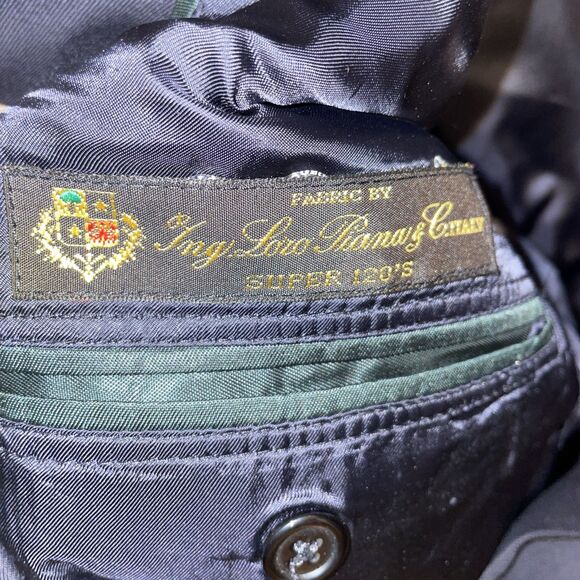 FABRIC BY
Ing. Loro Piana & C. ITALY
SUPER 120'S